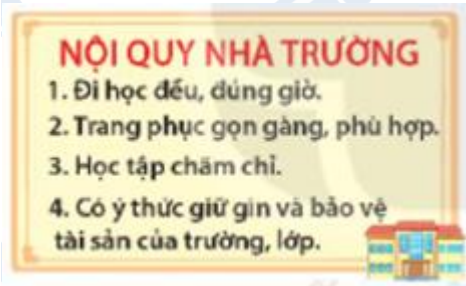 NỘI QUY NHÀ TRƯỜNG
1. Đi học đều, đúng giờ.
2. Trang phục gọn gàng, phù hợp.
3. Học tập chăm chỉ.
4. Có ý thức giữ gìn và bảo vệ
tài sản của trường, lớp.